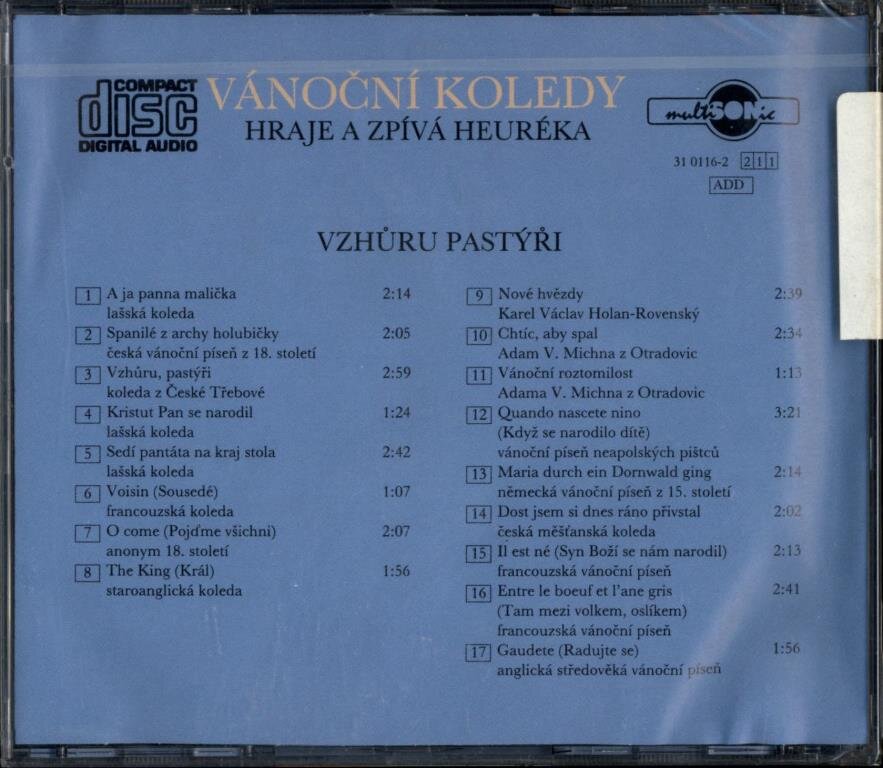 COMPACT
disc
DIGITAL AUDIO
VÁNOČNÍ KOLEDY
HRAJE A ZPÍVÁ HEURÉKA
multiSONic
31 0116-2 211
ADD
VZHŮRU PASTÝŘI
1 A ja panna malička 2:14
lašská koleda
2 Spanilé z archy holubičky 2:05
česká vánoční píseň z 18. století
3 Vzhůru, pastýři 2:59
koleda z České Třebové
4 Kristut Pan se narodil 1:24
lašská koleda
5 Sedí pantáta na kraj stola 2:42
lašská koleda
6 Voisin (Sousedé) 1:07
francouzská koleda
7 O come (Pojďme všichni) 2:07
anonym 18. století
8 The King (Král) 1:56
staroanglická koleda
9 Nové hvězdy 2:39
Karel Václav Holan-Rovenský
10 Chtíc, aby spal 2:34
Adam V. Michna z Otradovic
11 Vánoční roztomilost 1:13
Adama V. Michna z Otradovic
12 Quando nascete nino 3:21
(Když se narodilo dítě)
vánoční píseň neapolských pištců
13 Maria durch ein Dornwald ging 2:14
německá vánoční píseň z 15. století
14 Dost jsem si dnes ráno přivstal 2:02
česká měšťanská koleda
15 Il est né (Syn Boží se nám narodil) 2:13
francouzská vánoční píseň
16 Entre le boeuf et l'ane gris 2:41
(Tam mezi volkem, oslíkem)
francouzská vánoční píseň
17 Gaudete (Radujte se) 1:56
anglická středověká vánoční píseň